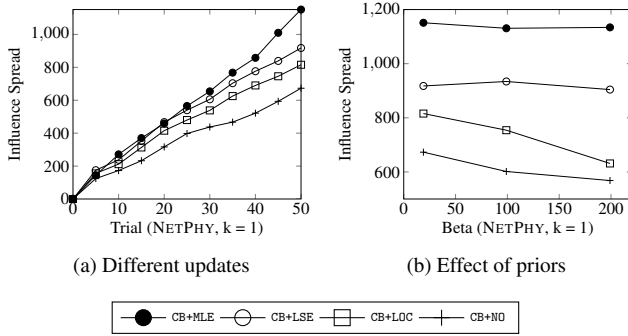 1,000
800
600
400
200
0
0 10 20 30 40 50
Influence Spread
Trial (NETPHY, k = 1)
(a) Different updates
1,200
1,000
800
600
0 50 100 150 200
Influence Spread
Beta (NETPHY, k = 1)
(b) Effect of priors
CB+MLE CB+LSE CB+LOC CB+NO